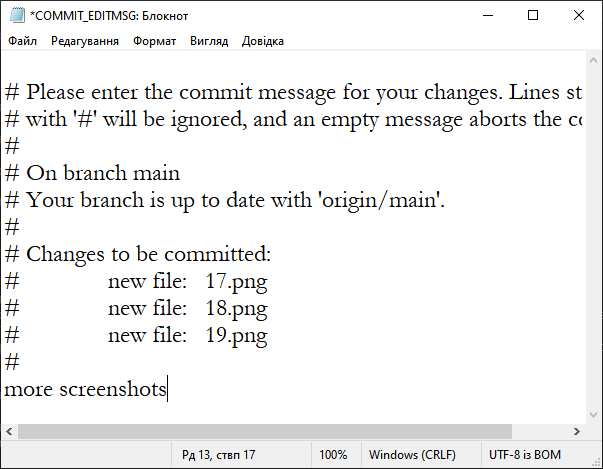 *COMMIT_EDITMSG: Блокнот
Файл Редагування Формат Вигляд Довідка
# Please enter the commit message for your changes. Lines st
# with '#' will be ignored, and an empty message aborts the co
#
# On branch main
# Your branch is up to date with 'origin/main'.
#
# Changes to be committed:
# new file: 17.png
# new file: 18.png
# new file: 19.png
#
more screenshots
Рд 13, ствп 17 100% Windows (CRLF) UTF-8 із BOM